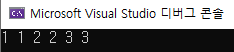 Microsoft Visual Studio 디버그 콘솔
1 1 2 2 3 3